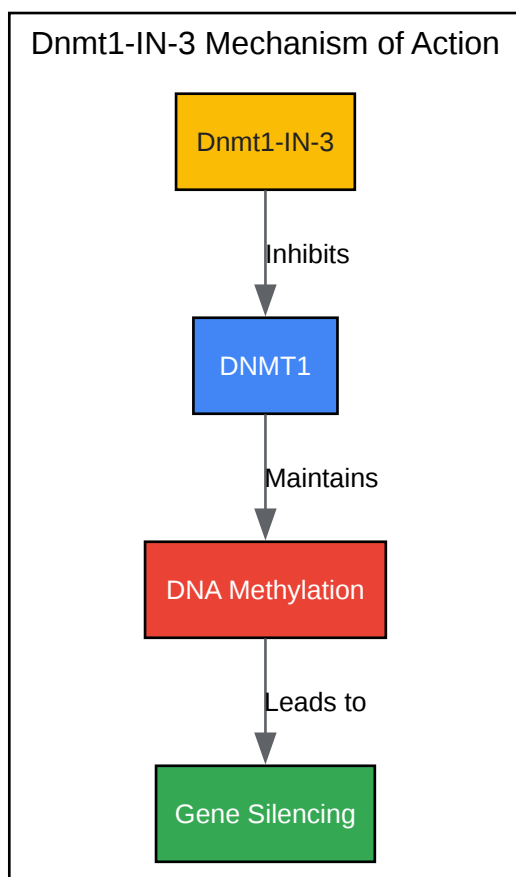 Dnmt1-IN-3 Mechanism of Action
Dnmt1-IN-3
Inhibits
DNMT1
Maintains
DNA Methylation
Leads to
Gene Silencing